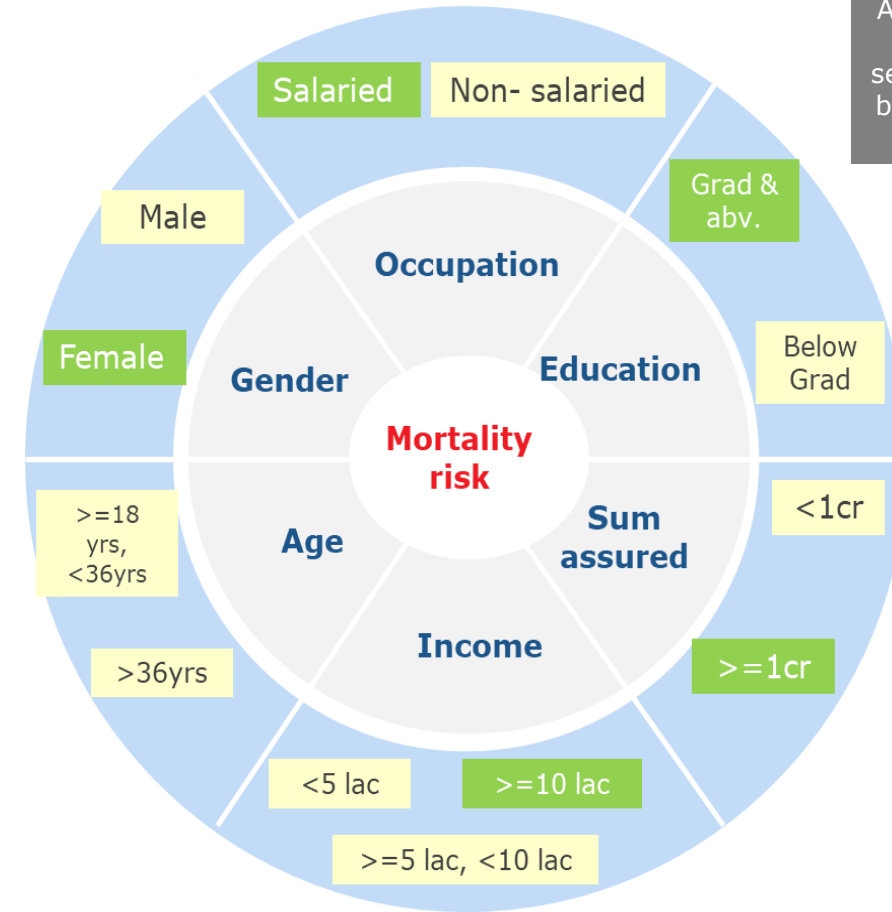 Salaried
Non- salaried
Grad &
abv.
Male
Occupation
Female
Gender
Education
Below
Grad
Mortality
risk
>=18
yrs,
<36yrs
Age
Sum
assured
<1cr
Income
>36yrs
>=1cr
<5 lac
>=10 lac
>=5 lac, <10 lac